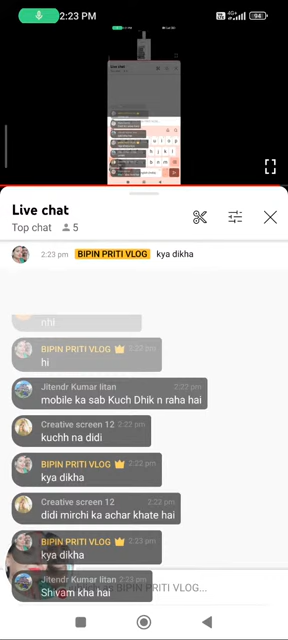 2:23 PM
4G+
94
Live chat
Top chat 5
2:23 pm BIPIN PRITI VLOG kya dikha
nhi
BIPIN PRITI VLOG 2:22 pm
hi
Jitendr Kumar litan 2:22 pm
mobile ka sab Kuch Dhik n raha hai
Creative screen 12 2:22 pm
kuchh na didi
BIPIN PRITI VLOG 2:22 pm
kya dikha
Creative screen 12 2:22 pm
didi mirchi ka achar khate hai
BIPIN PRITI VLOG 2:22 pm
kya dikha
Jitendr Kumar litan 2:23 pm
Shivam kha hai
BIPIN PRITI VLOG...